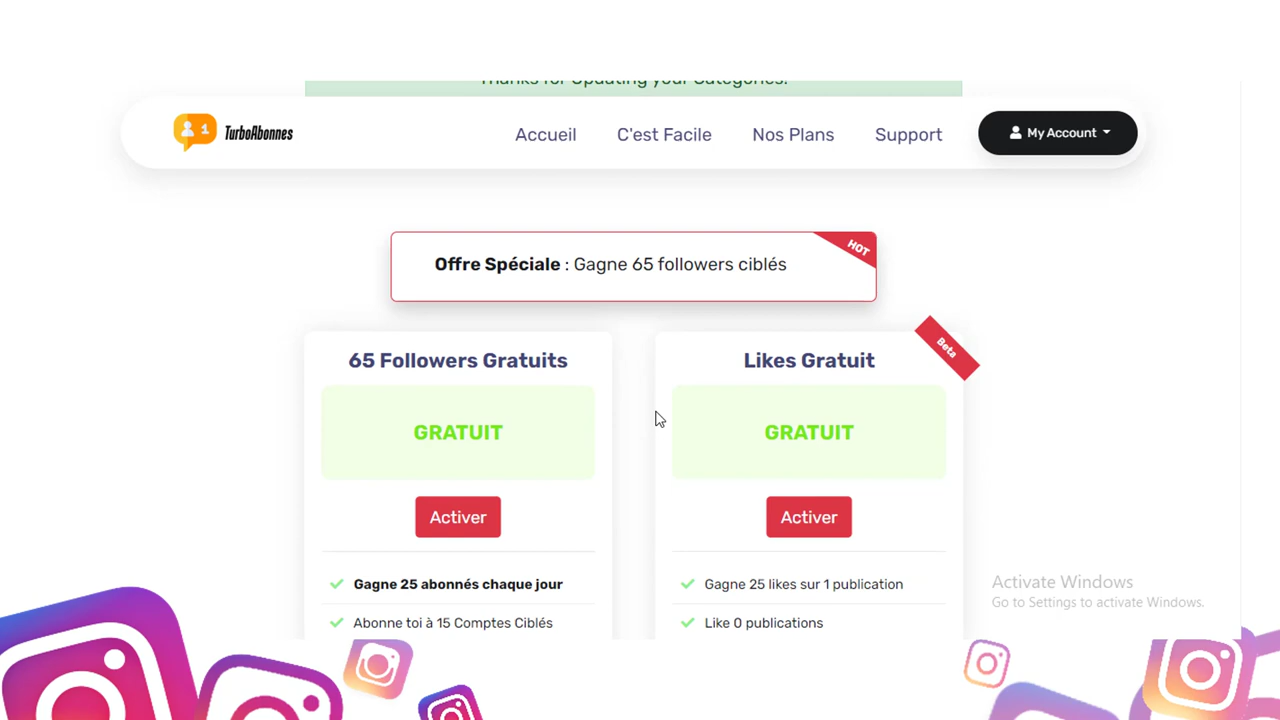 Thanks for Updating your Categories.
1
TurboAbonnes
Accueil
C'est Facile
Nos Plans
Support
My Account
Offre Spéciale : Gagne 65 followers ciblés
HOT
65 Followers Gratuits
GRATUIT
Activer
Gagne 25 abonnés chaque jour
Abonne toi à 15 Comptes Ciblés
Beta
Likes Gratuit
GRATUIT
Activer
Gagne 25 likes sur 1 publication
Like 0 publications
Activate Windows
Go to Settings to activate Windows.